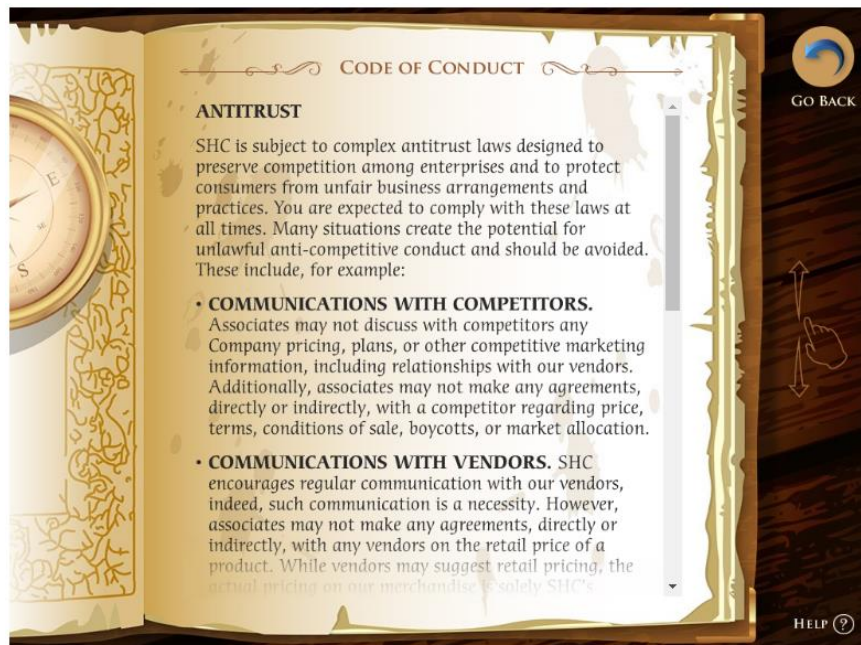 CODE OF CONDUCT
GO BACK
ANTITRUST
SHC is subject to complex antitrust laws designed to
preserve competition among enterprises and to protect
consumers from unfair business arrangements and
practices. You are expected to comply with these laws at
all times. Many situations create the potential for
unlawful anti-competitive conduct and should be avoided.
These include, for example:
• COMMUNICATIONS WITH COMPETITORS.
Associates may not discuss with competitors any
Company pricing, plans, or other competitive marketing
information, including relationships with our vendors.
Additionally, associates may not make any agreements,
directly or indirectly, with a competitor regarding price,
terms, conditions of sale, boycotts, or market allocation.
• COMMUNICATIONS WITH VENDORS. SHC
encourages regular communication with our vendors,
indeed, such communication is a necessity. However,
associates may not make any agreements, directly or
indirectly, with any vendors on the retail price of a
product. While vendors may suggest retail pricing, the
actual pricing on our merchandise is solely SHC's
HELP ?
E
S